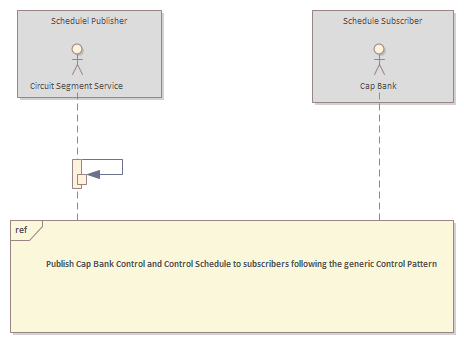 Schedulel Publisher
Schedule Subscriber
Circuit Segment Service
Cap Bank
ref
Publish Cap Bank Control and Control Schedule to subscribers following the generic Control Pattern